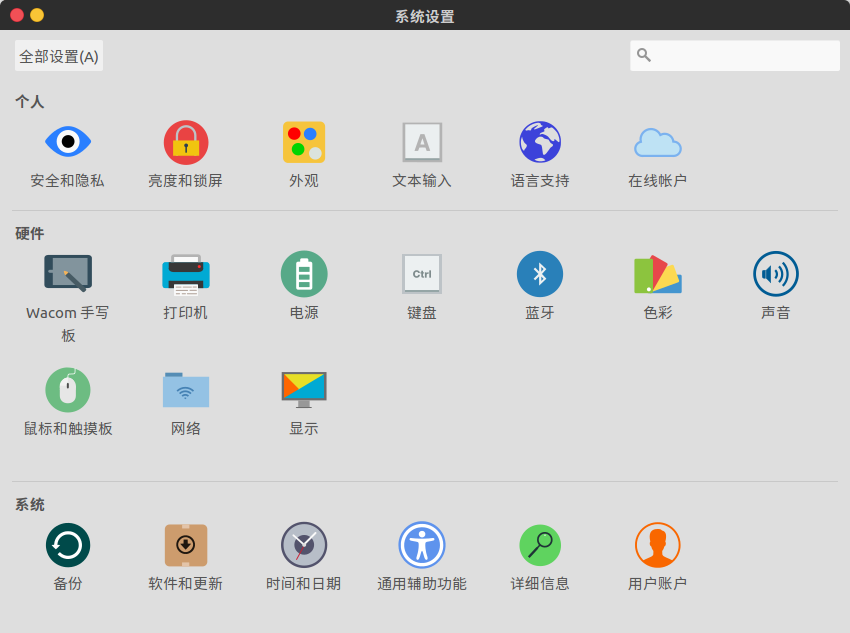 系统设置
全部设置(A)
个人
安全和隐私
亮度和锁屏
外观
A
文本输入
语言支持
在线帐户
硬件
Wacom 手写
板
打印机
电源
Ctrl
键盘
蓝牙
色彩
声音
鼠标和触摸板
网络
显示
系统
备份
软件和更新
时间和日期
通用辅助功能
详细信息
用户账户